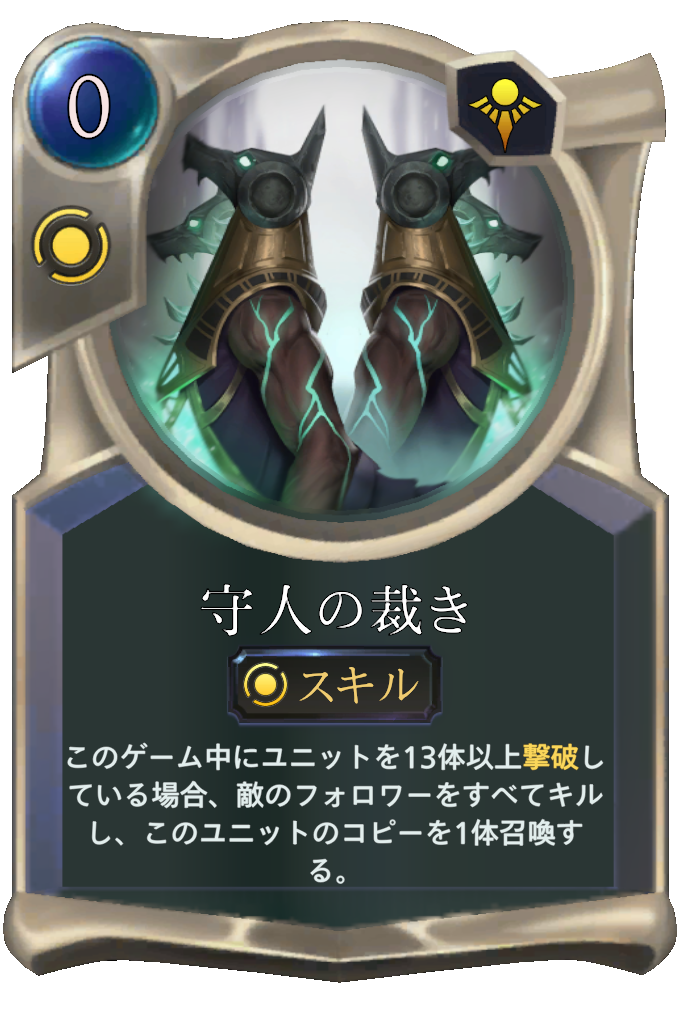 0
守人の裁き
スキル
このゲーム中にユニットを13体以上撃破し
ている場合、敵のフォロワーをすべてキル
し、このユニットのコピーを1体召喚す
る。